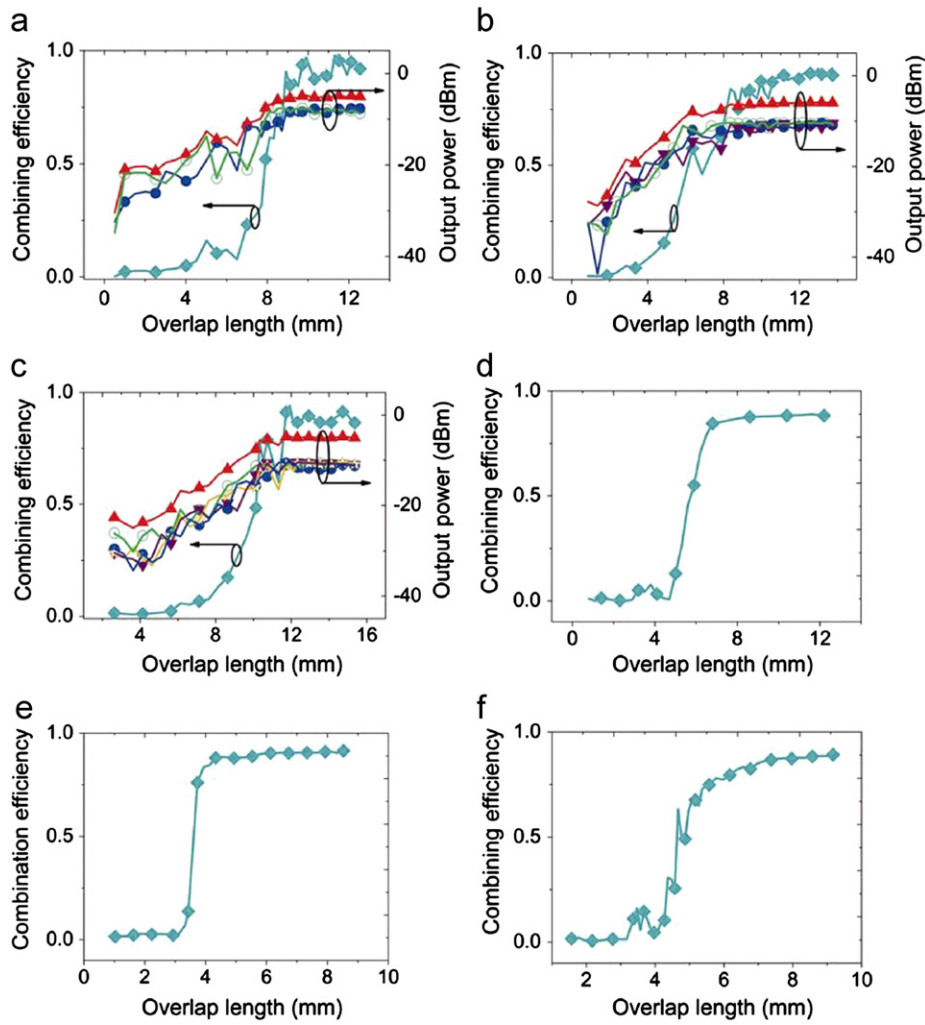 a
1.0
0.5
0.0
Combining efficiency
0
-20
-40
Output power (dBm)
0 4 8 12
Overlap length (mm)
b
1.0
0.5
0.0
Combining efficiency
0
-20
-40
Output power (dBm)
0 4 8 12
Overlap length (mm)
c
1.0
0.5
0.0
Combining efficiency
0
-20
-40
Output power (dBm)
4 6 8 10 12 14 16
Overlap length (mm)
d
1.0
0.5
0.0
Combining efficiency
0 4 8 12
Overlap length (mm)
e
1.0
0.5
0.0
Combination efficiency
0 2 4 6 8 10
Overlap length (mm)
f
1.0
0.5
0.0
Combining efficiency
2 4 6 8 10
Overlap length (mm)